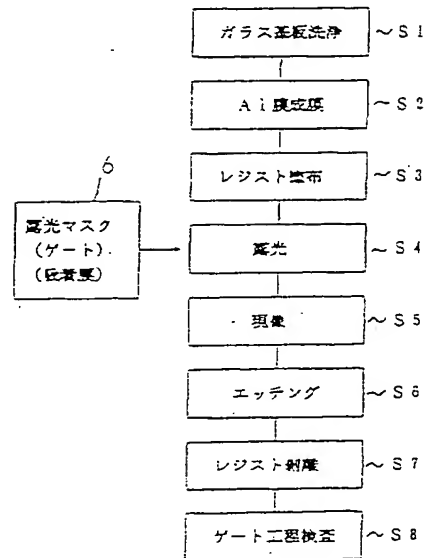 ガラス基板洗浄 ～S1
Al膜成膜 ～S2
レジスト塗布 ～S3
6
露光マスク
(ゲート)
(吸着層)
露光 ～S4
現像 ～S5
エッチング ～S6
レジスト剥離 ～S7
ゲート工程検査 ～S8